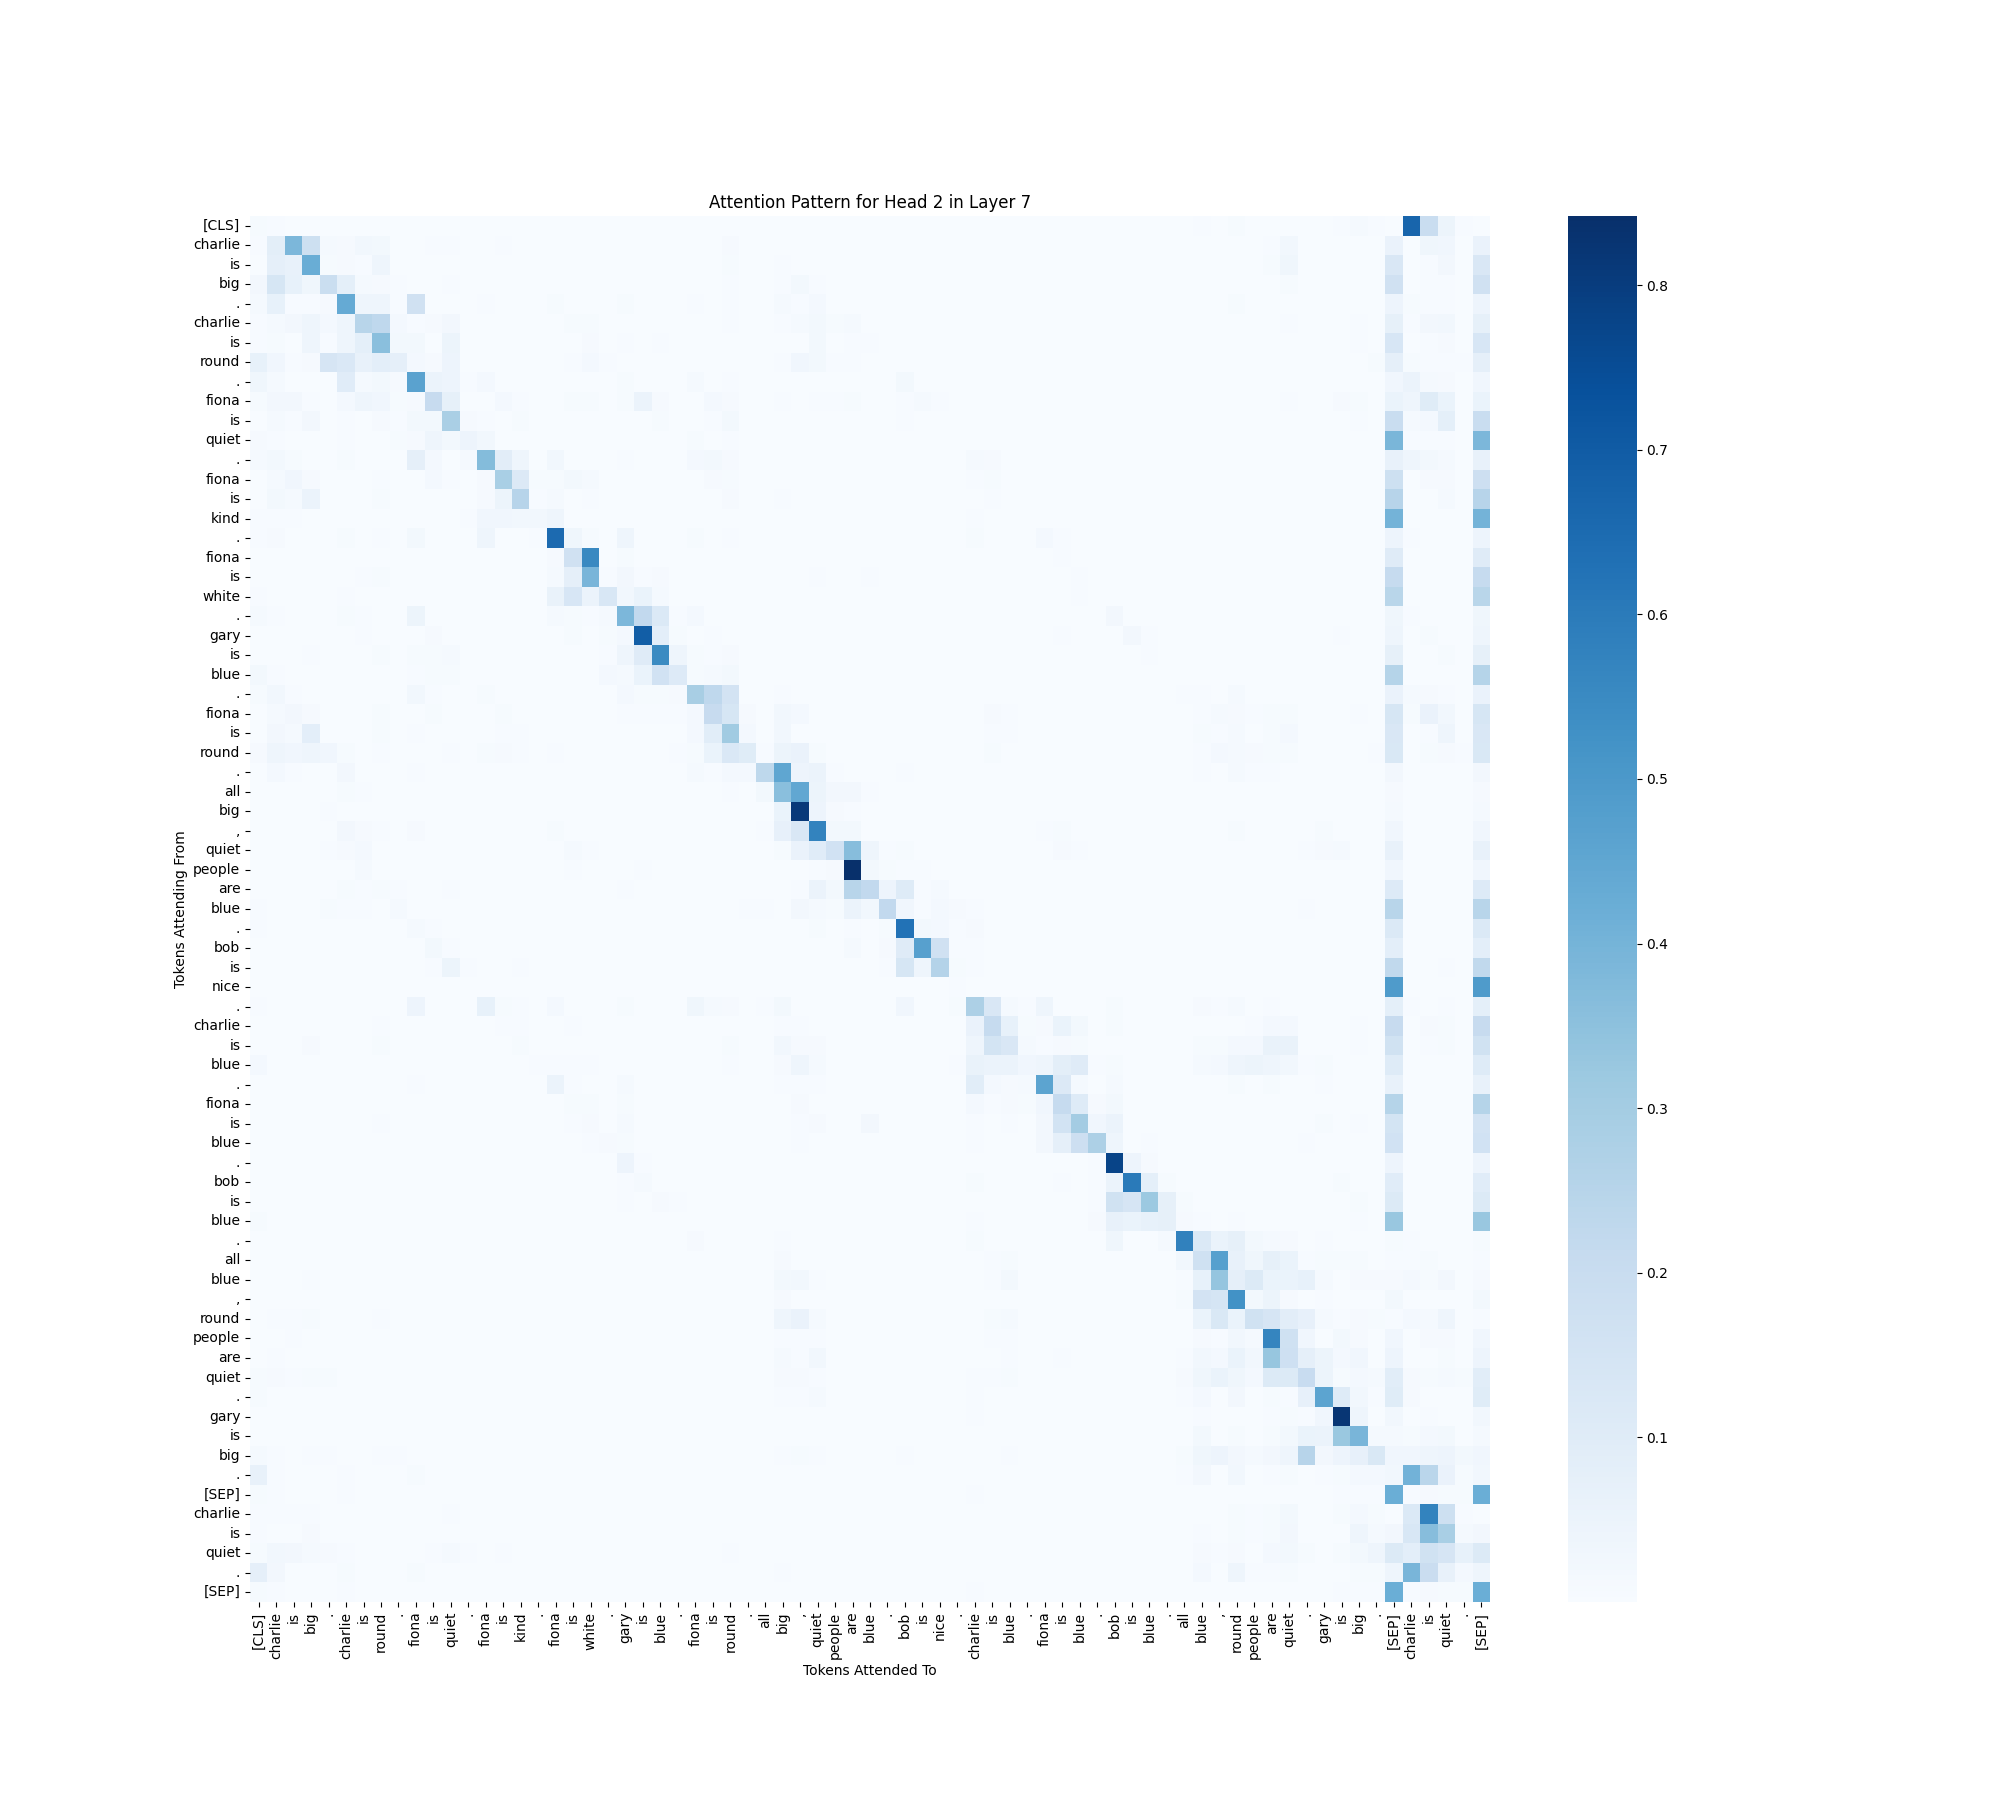 Attention Pattern for Head 2 in Layer 7
Tokens Attending From
[CLS]
charlie
is
big
.
charlie
is
round
.
fiona
is
quiet
.
fiona
is
kind
.
fiona
is
white
.
gary
is
blue
.
fiona
is
round
.
all
big
,
quiet
people
are
blue
.
bob
is
nice
.
charlie
is
blue
.
fiona
is
blue
.
bob
is
blue
.
all
blue
,
round
people
are
quiet
.
gary
is
big
.
[SEP]
charlie
is
quiet
.
[SEP]
[CLS]
charlie
is
big
.
charlie
is
round
.
fiona
is
quiet
.
fiona
is
kind
.
fiona
is
white
.
gary
is
blue
.
fiona
is
round
.
all
big
,
quiet
people
are
blue
.
bob
is
nice
.
charlie
is
blue
.
fiona
is
blue
.
bob
is
blue
.
all
blue
,
round
people
are
quiet
.
gary
is
big
.
[SEP]
charlie
is
quiet
.
[SEP]
Tokens Attended To
0.8
0.7
0.6
0.5
0.4
0.3
0.2
0.1